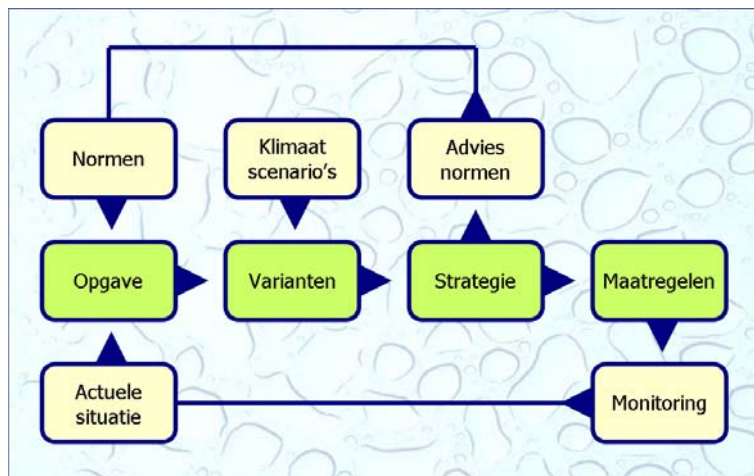 Normen
Klimaat
scenario's
Advies
normen
Opgave
Varianten
Strategie
Maatregelen
Actuele
situatie
Monitoring